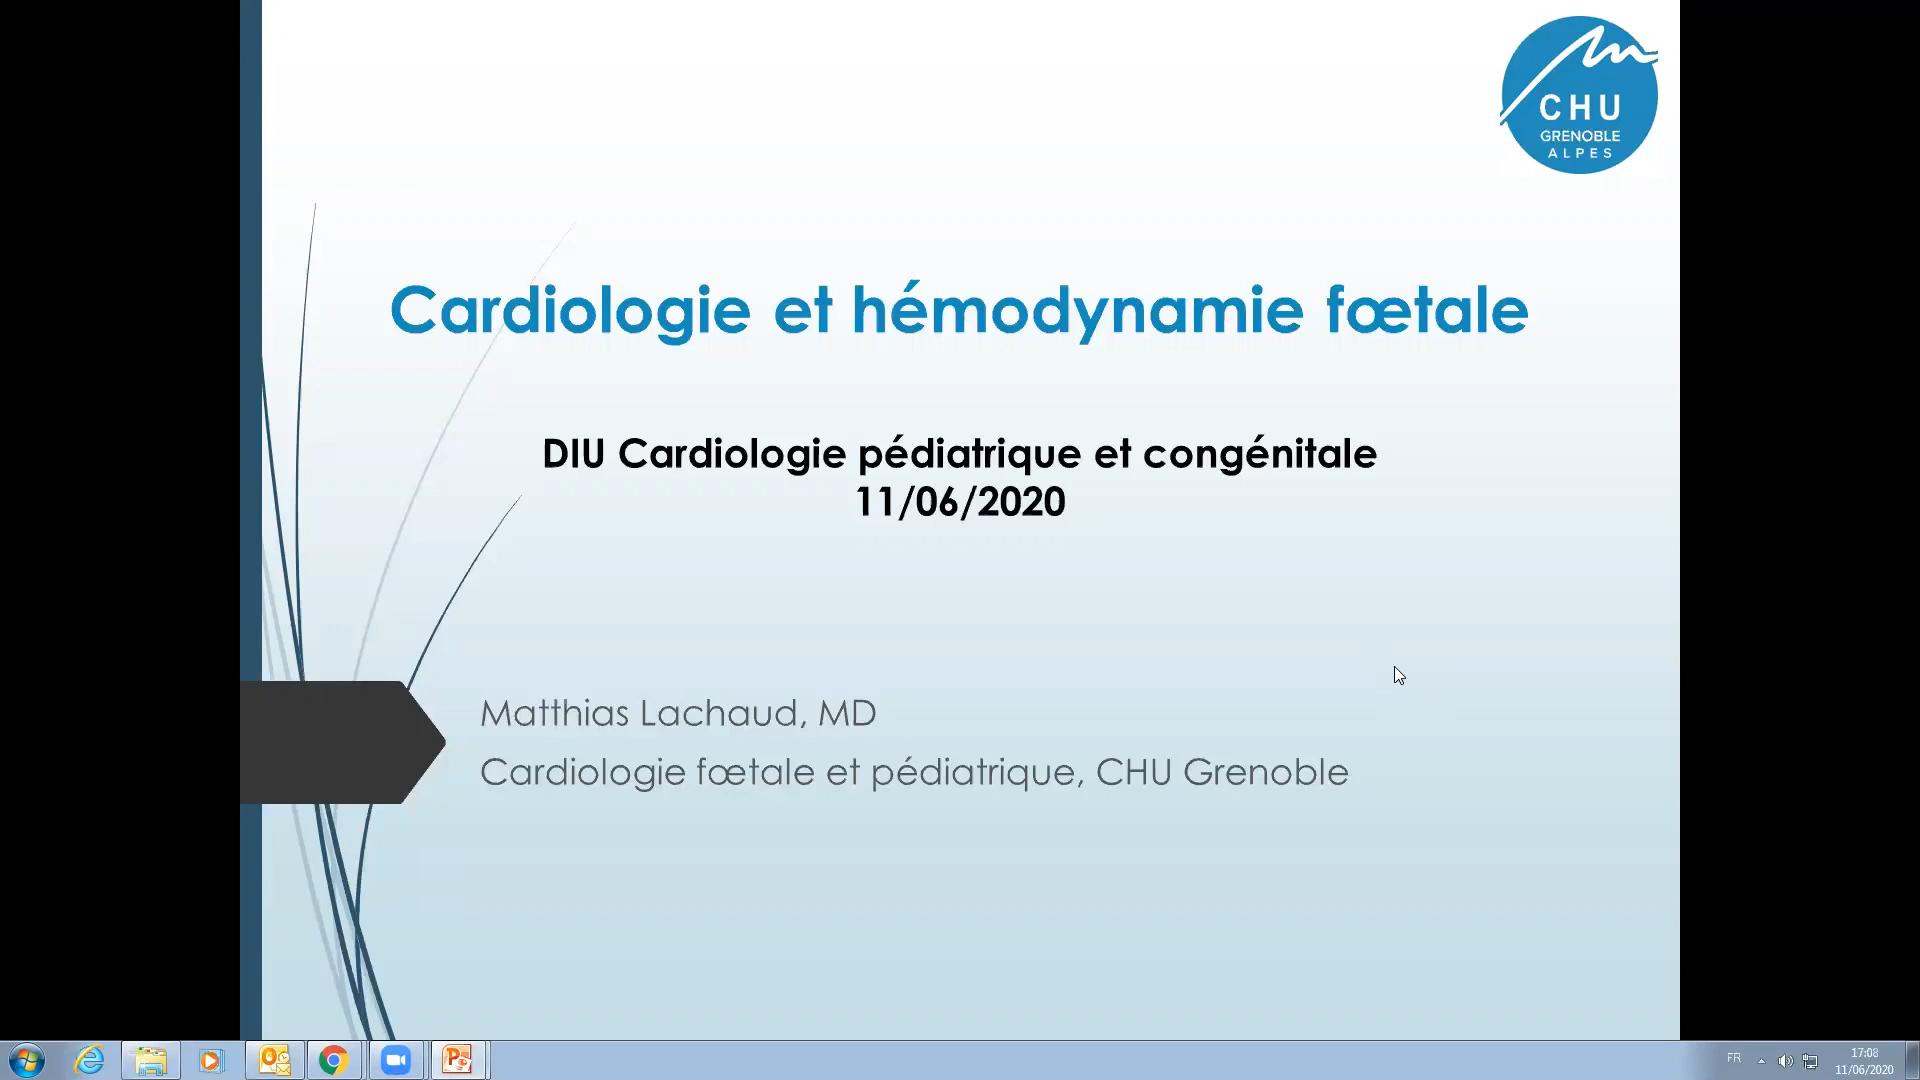 CHU
GRENOBLE
ALPES
Cardiologie et hémodynamie fœtale
DIU Cardiologie pédiatrique et congénitale
11/06/2020
Matthias Lachaud, MD
Cardiologie fœtale et pédiatrique, CHU Grenoble
FR
17:08
11/06/2020